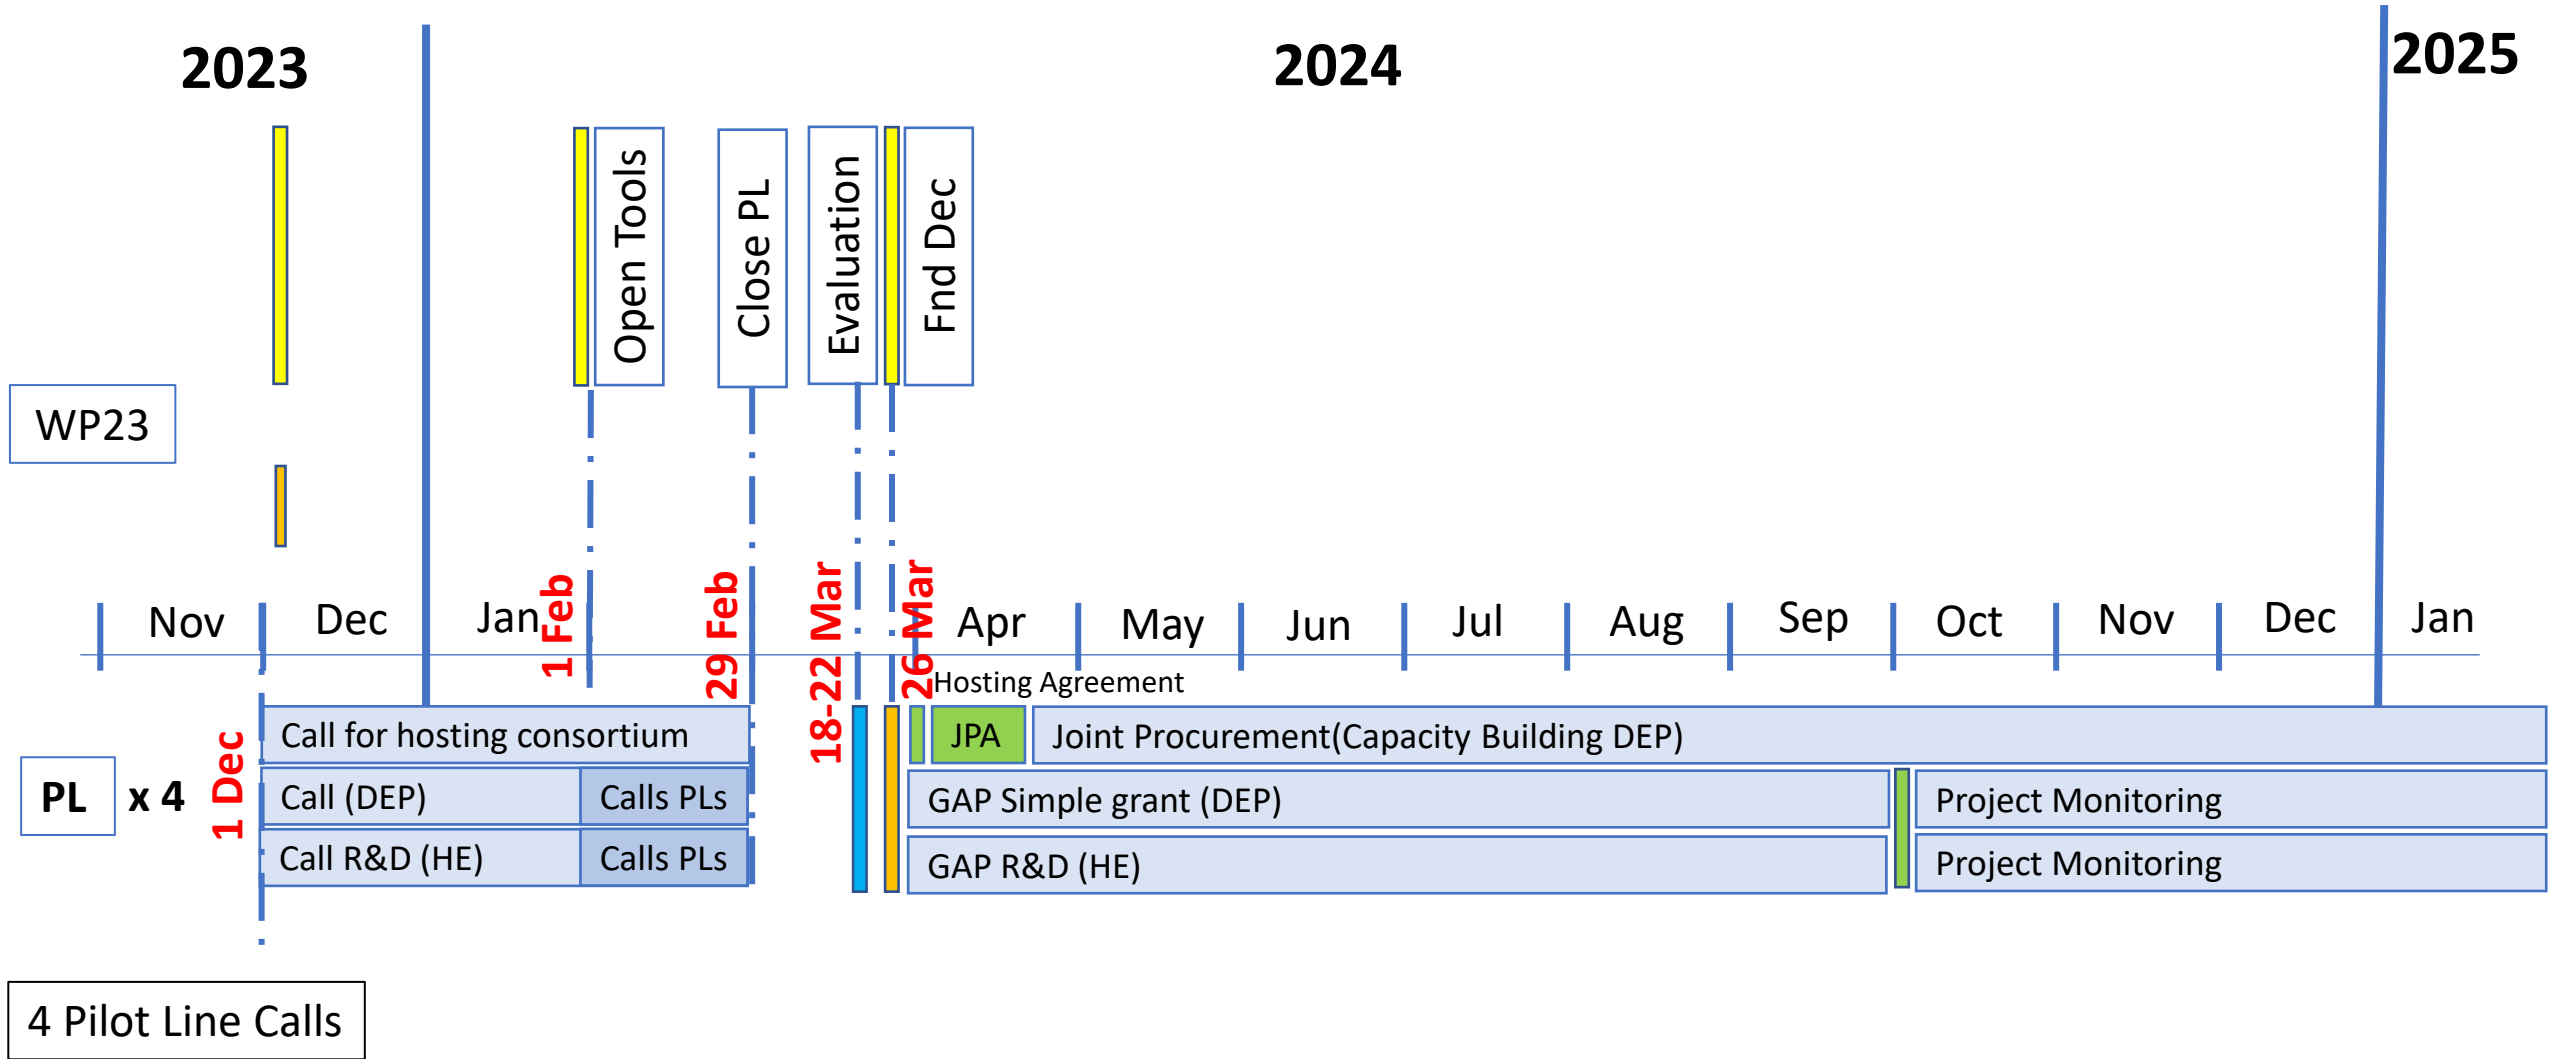 2023
2024
2025
Open Tools
Close PL
Evaluation
Fnd Dec
WP23
1 Feb
29 Feb
18-22 Mar
26 Mar
Nov
Dec
Jan
Apr
May
Jun
Jul
Aug
Sep
Oct
Nov
Dec
Jan
Hosting Agreement
1 Dec
Call for hosting consortium
JPA
Joint Procurement(Capacity Building DEP)
PL
x 4
Call (DEP)
Calls PLs
GAP Simple grant (DEP)
Project Monitoring
Call R&D (HE)
Calls PLs
GAP R&D (HE)
Project Monitoring
4 Pilot Line Calls